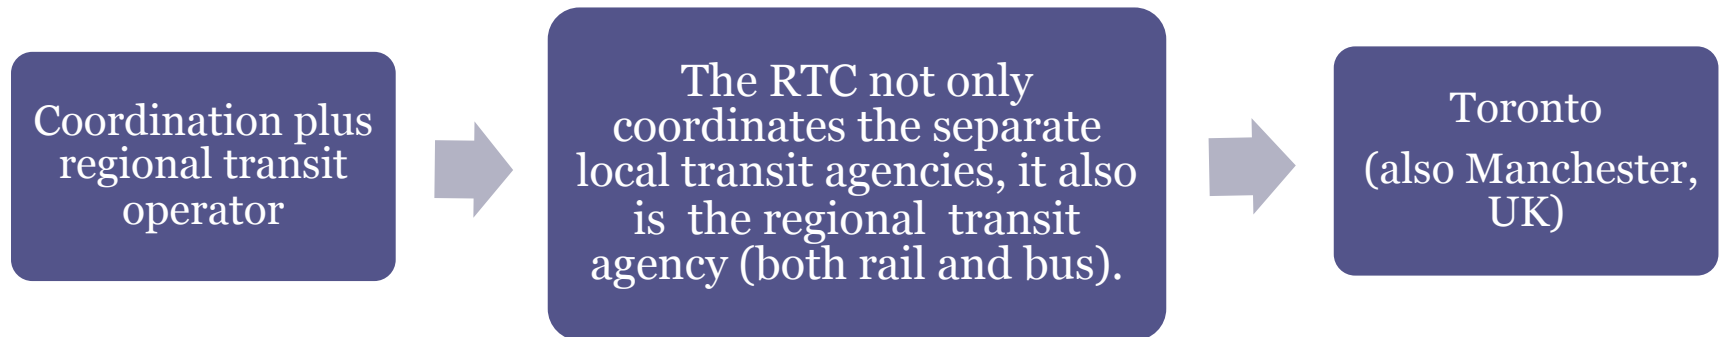 Coordination plus
regional transit
operator
The RTC not only
coordinates the separate
local transit agencies, it also
is the regional transit
agency (both rail and bus).
Toronto
(also Manchester,
UK)